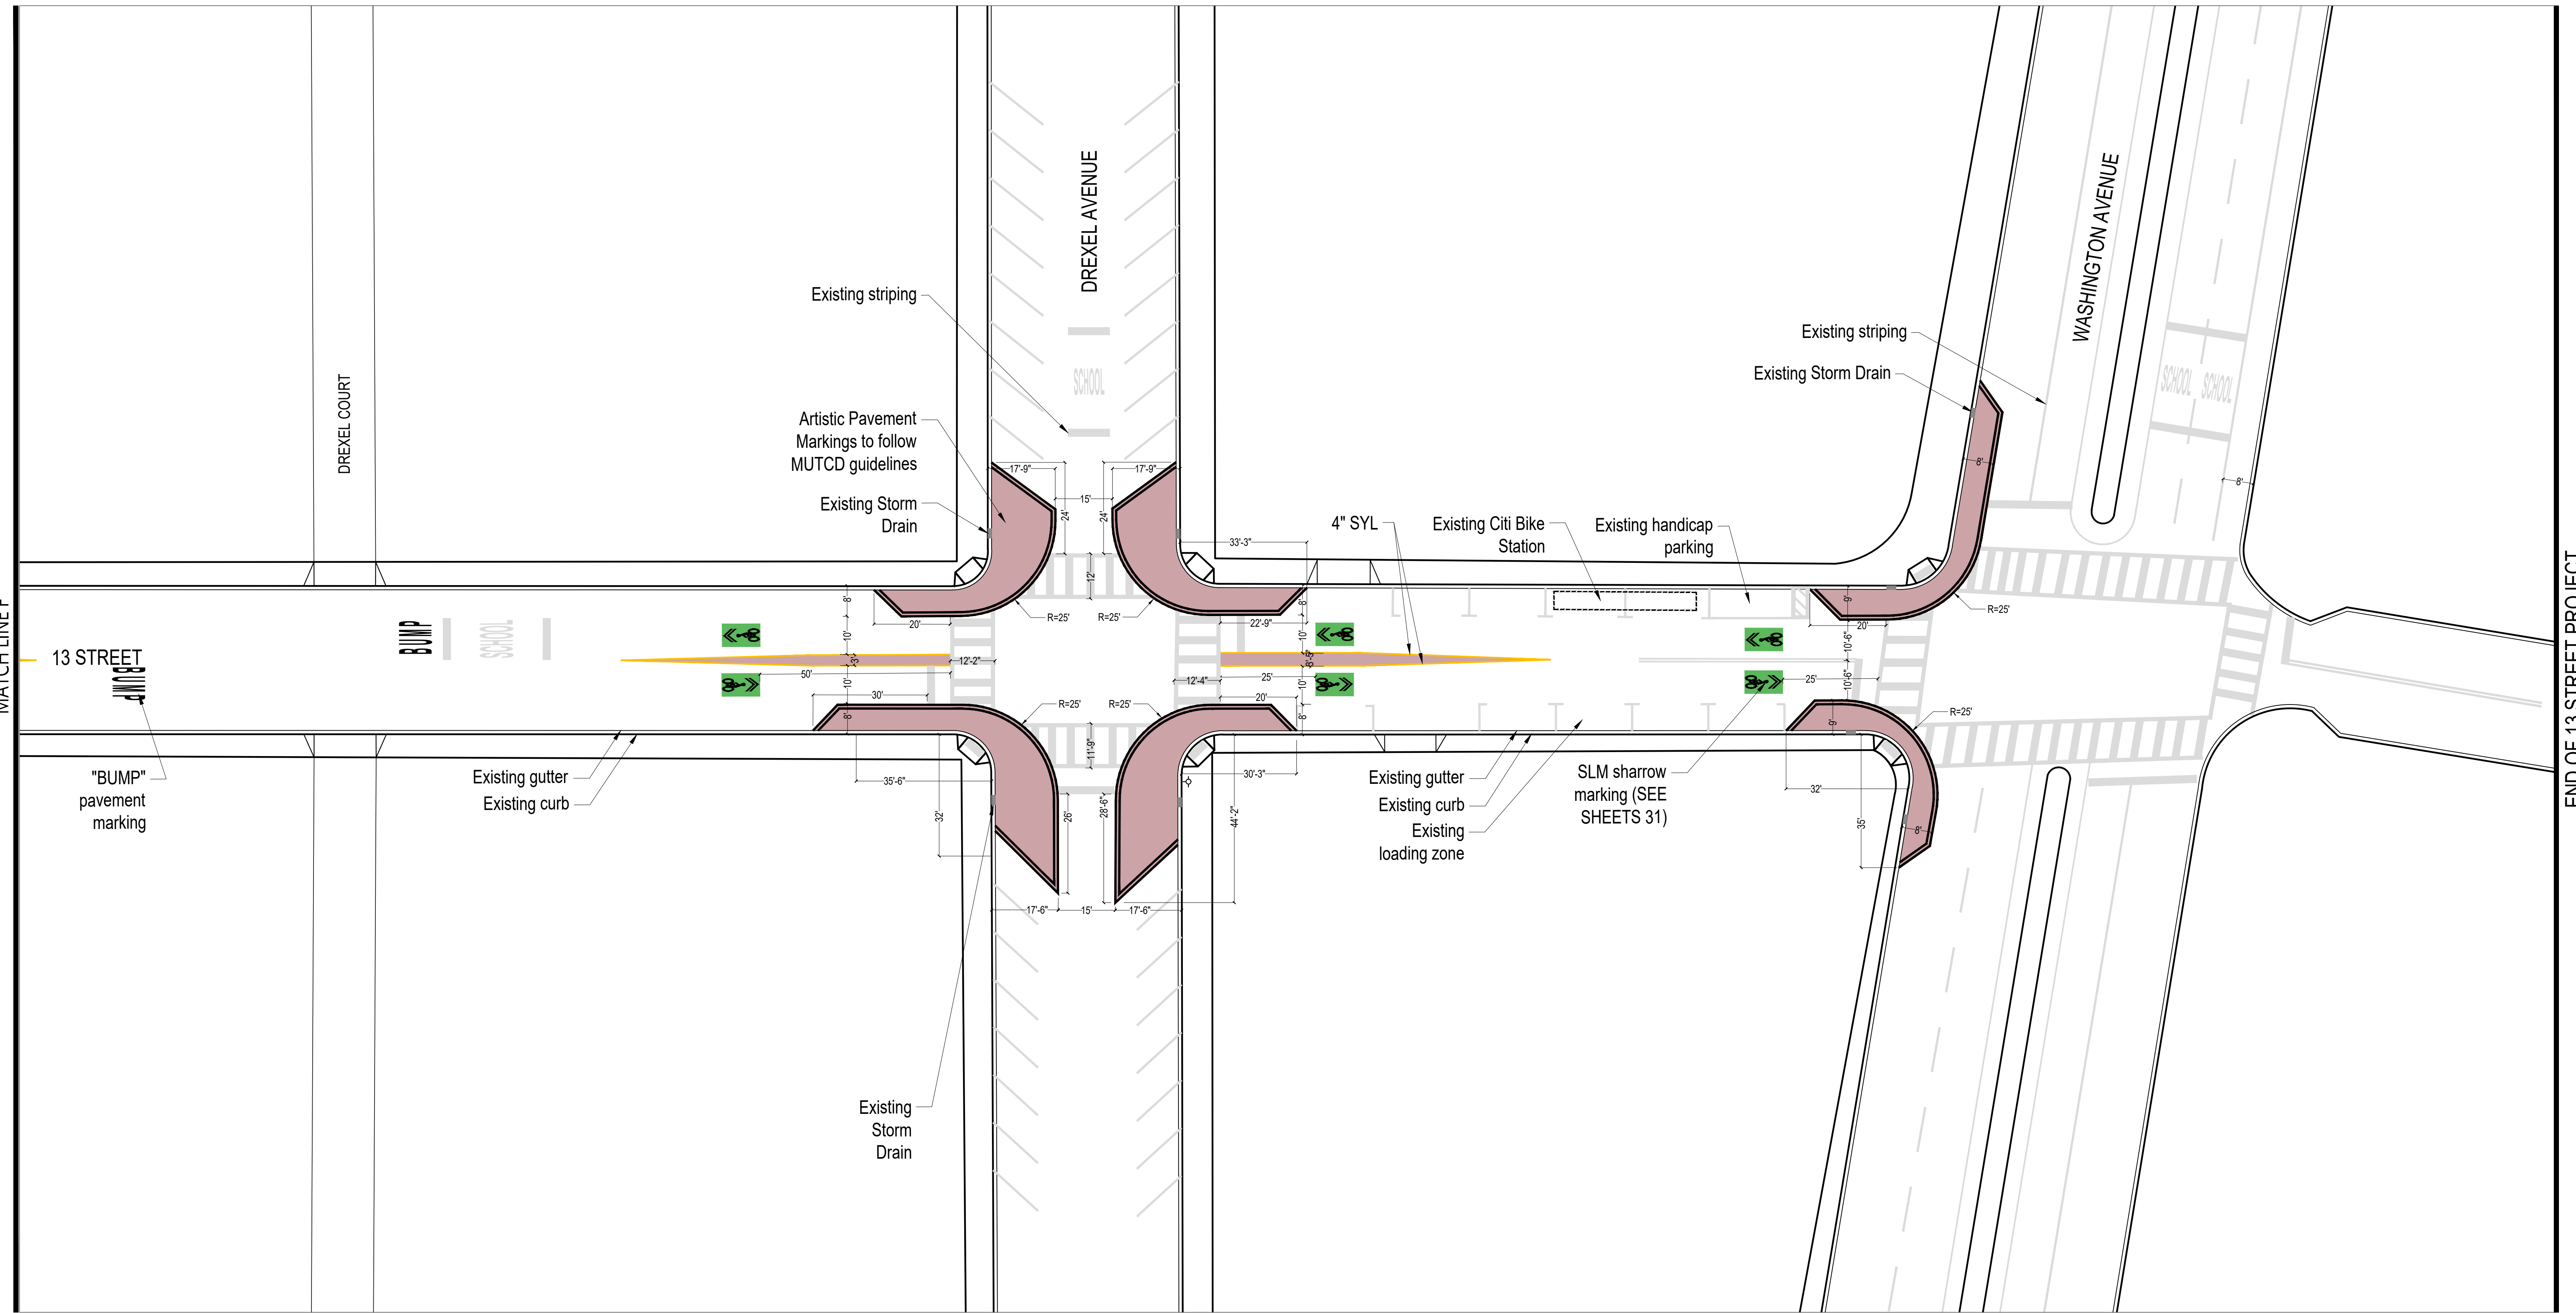 MATCH LINE F
13 STREET
BUMP
BUMP
"BUMP"
pavement
marking
DREXEL COURT
SCHOOL
Existing gutter
Existing curb
Existing striping
Artistic Pavement
Markings to follow
MUTCD guidelines
Existing Storm
Drain
DREXEL AVENUE
SCHOOL
17'-9"
17'-9"
15'
24'
24'
12'
R=25'
R=25'
8'
20'
10'
3'
10'
8'
50'
30'
12'-2"
35'-6"
32'
R=25'
R=25'
11'-9"
26'
28'-6"
44'-2"
17'-6"
15'
17'-6"
Existing
Storm
Drain
33'-3"
22'-9"
8'
10'
10'
8'
12'-4"
25'
20'
30'-3"
4" SYL
Existing Citi Bike
Station
Existing handicap
parking
Existing gutter
Existing curb
Existing
loading zone
SLM sharrow
marking (SEE
SHEETS 31)
Existing striping
Existing Storm Drain
WASHINGTON AVENUE
SCHOOL
SCHOOL
8'
8'
9'
20'
10'-6"
10'-6"
25'
9'
R=25'
R=25'
32'
35'
8'
END OF 13 STREET PROJECT